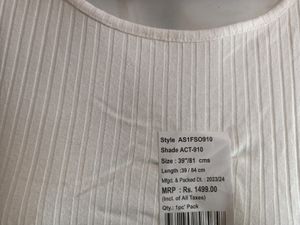 Style AS1FSO910
Shade ACT-910
Size : 39"/81 cms
Length :39 / 84 cm
Mfgd. & Packed Dt. : 2023/24
MRP : Rs. 1499.00
(Incl. of All Taxes)
Qty.: 1pc' Pack